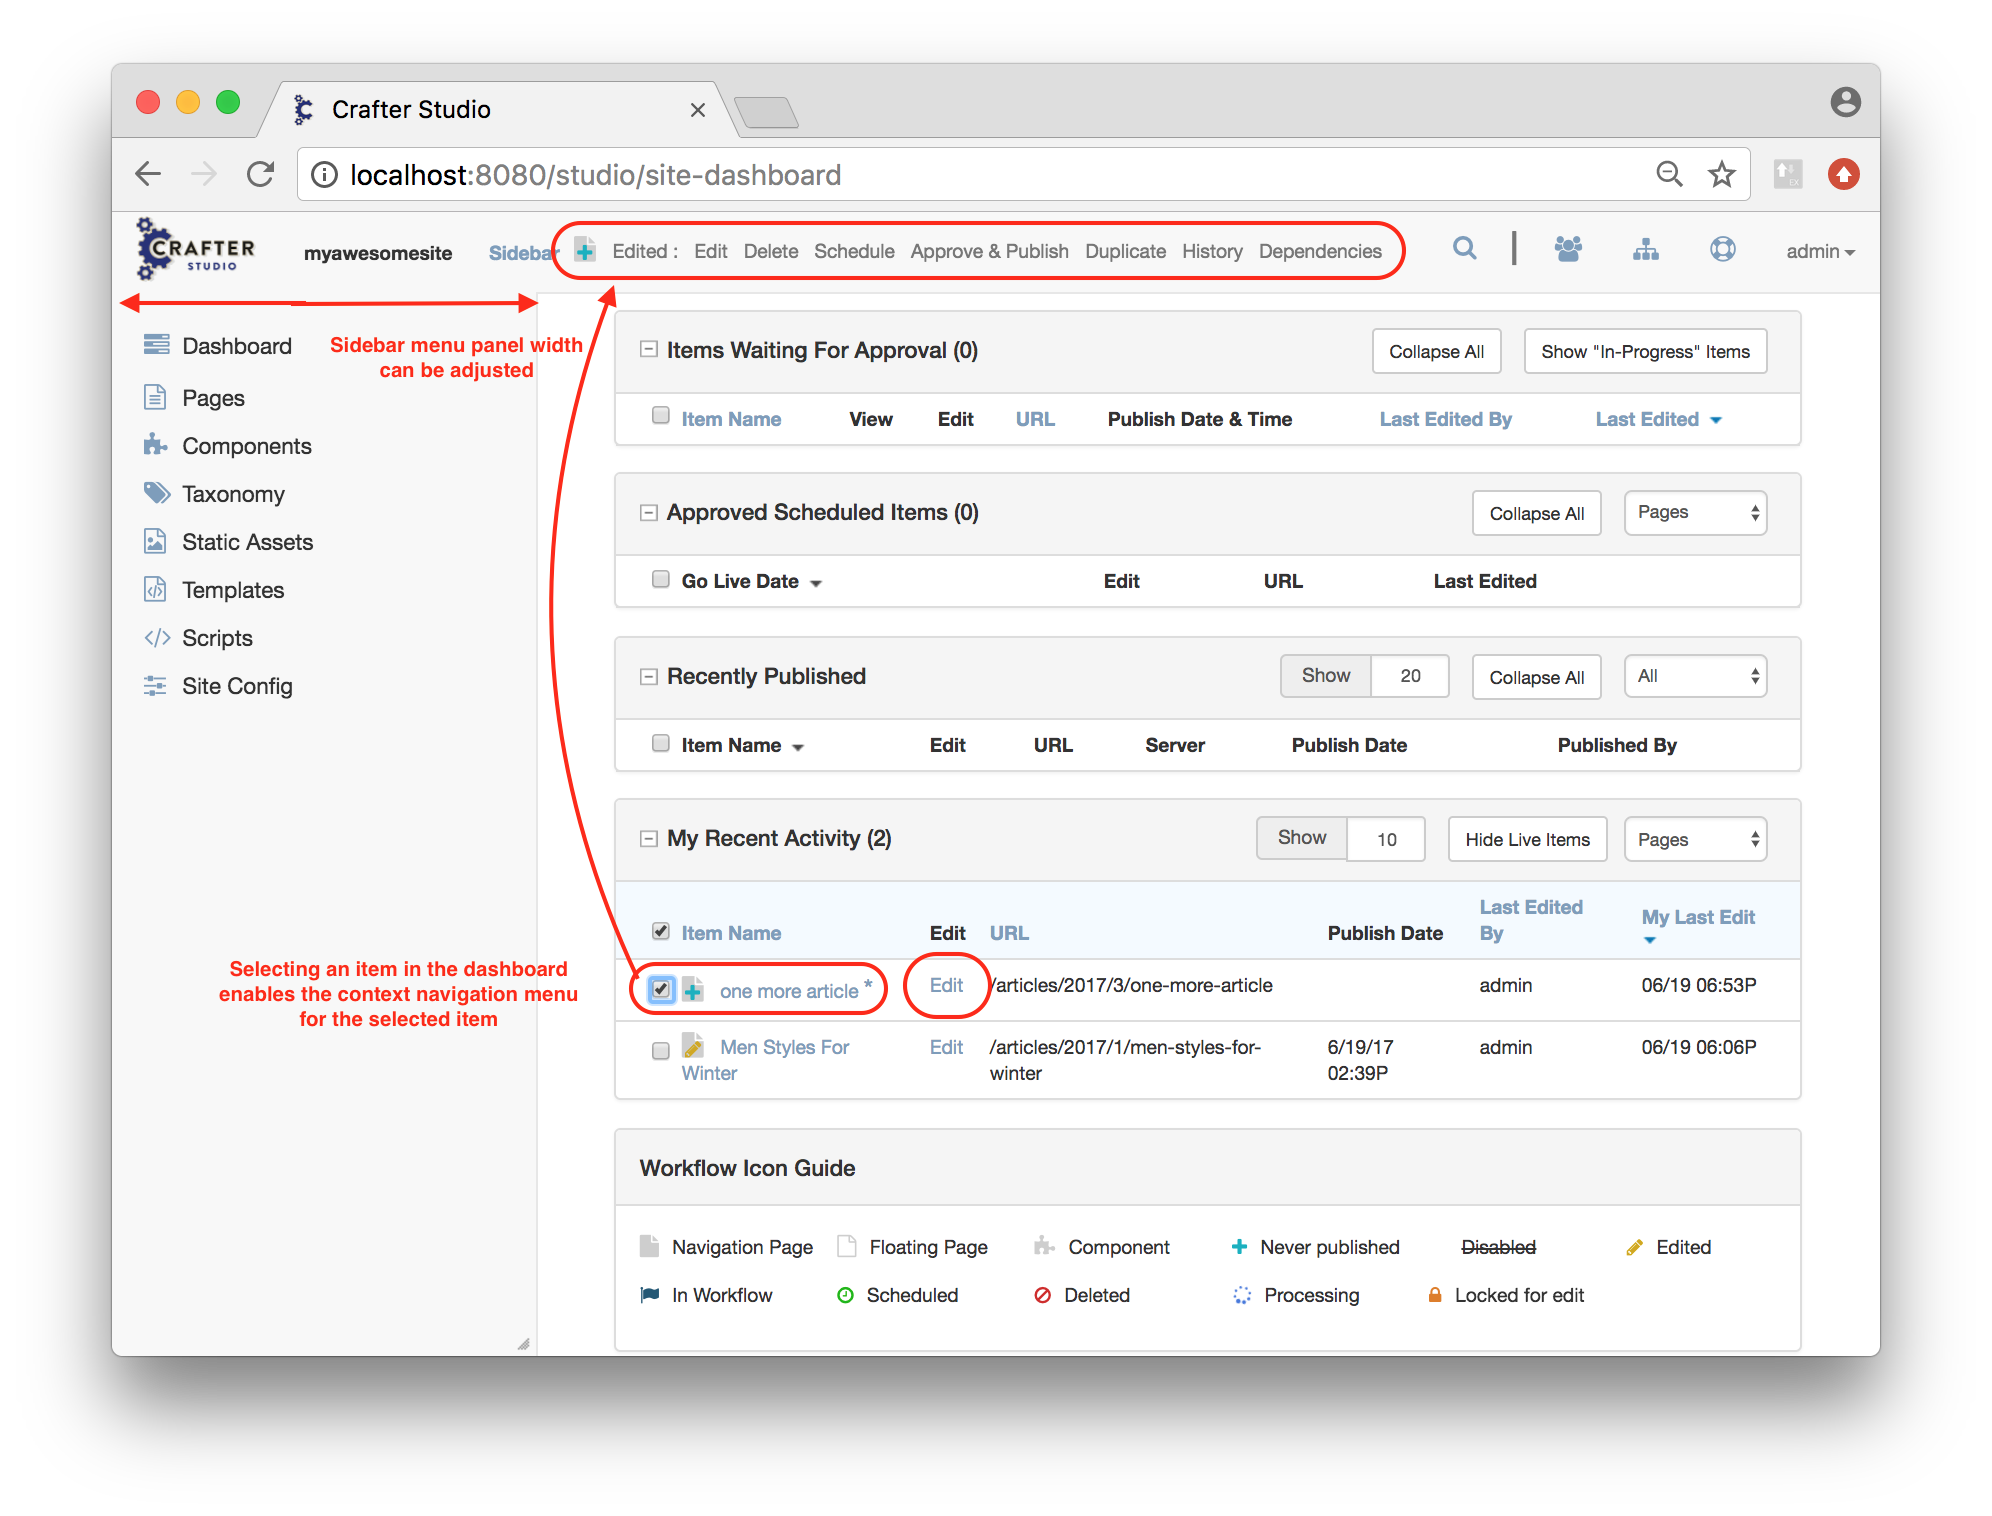 Crafter Studio
localhost:8080/studio/site-dashboard
CRAFTER
STUDIO
myawesomesite
Sidebar
Edited : Edit Delete Schedule Approve & Publish Duplicate History Dependencies
admin
Dashboard
Pages
Components
Taxonomy
Static Assets
Templates
Scripts
Site Config
Sidebar menu panel width
can be adjusted
Items Waiting For Approval (0)
Collapse All
Show "In-Progress" Items
Item Name View Edit URL Publish Date & Time Last Edited By Last Edited
Approved Scheduled Items (0)
Collapse All
Pages
Go Live Date Edit URL Last Edited
Recently Published
Show 20
Collapse All
All
Item Name Edit URL Server Publish Date Published By
My Recent Activity (2)
Show 10
Hide Live Items
Pages
Item Name Edit URL Publish Date Last Edited
By
My Last Edit
Selecting an item in the dashboard
enables the context navigation menu
for the selected item
one more article * Edit /articles/2017/3/one-more-article admin 06/19 06:53P
Men Styles For
Winter
Edit
/articles/2017/1/men-styles-for-
winter
6/19/17
02:39P
admin
06/19 06:06P
Workflow Icon Guide
Navigation Page Floating Page Component Never published Disabled Edited
In Workflow Scheduled Deleted Processing Locked for edit